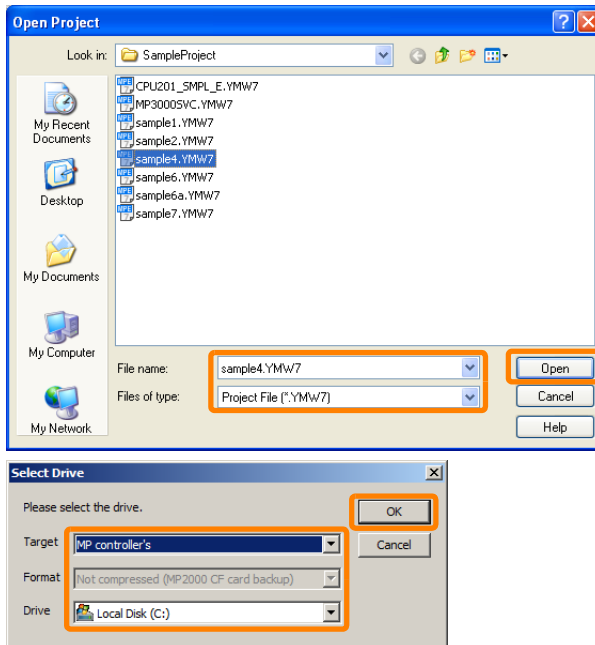 Open Project
Look in: SampleProject
My Recent Documents
Desktop
My Documents
My Computer
My Network
CPU201_SMPL_E.YMW7
MP3000SVC.YMW7
sample1.YMW7
sample2.YMW7
sample4.YMW7
sample6.YMW7
sample6a.YMW7
sample7.YMW7
File name: sample4.YMW7 Open
Files of type: Project File (*.YMW7) Cancel
Help
Select Drive
Please select the drive. OK
Target MP controller's Cancel
Format Not compressed (MP2000 CF card backup)
Drive Local Disk (C:)